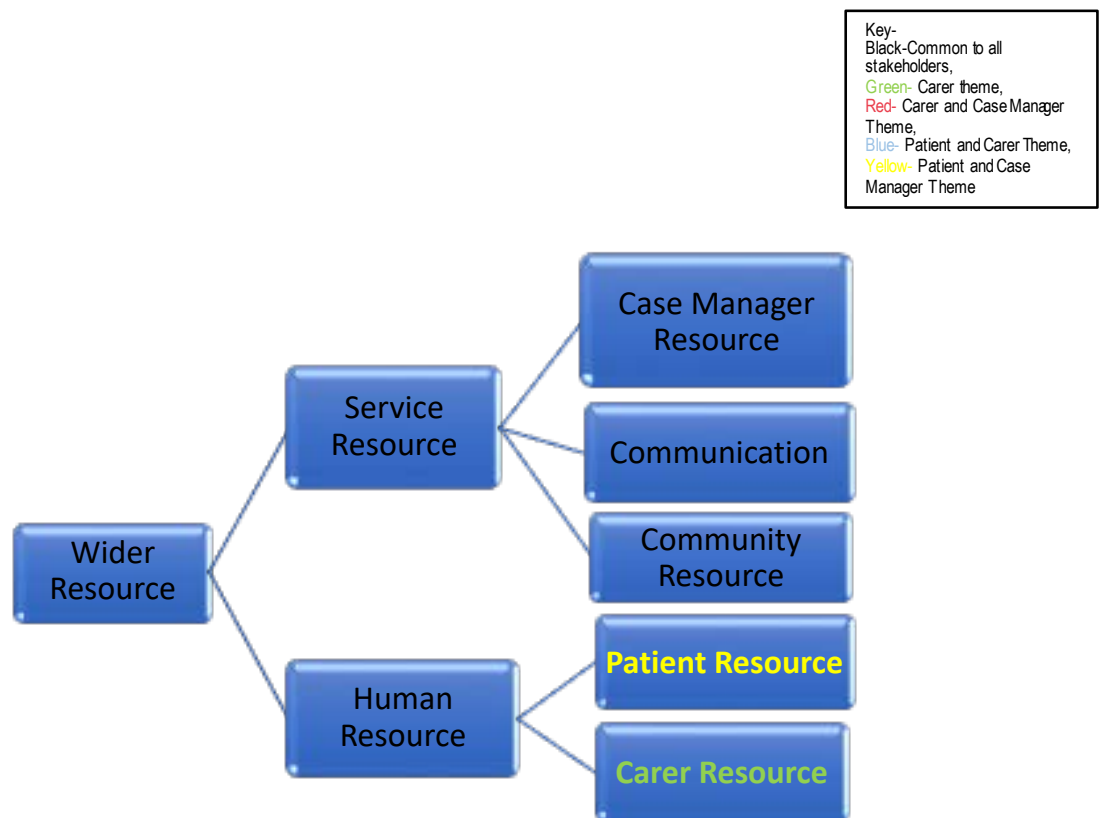 Key-
Black-Common to all
stakeholders,
Green- Carer theme,
Red- Carer and Case Manager
Theme,
Blue- Patient and Carer Theme,
Yellow- Patient and Case
Manager Theme
Case Manager
Resource
Service
Resource
Communication
Wider
Resource
Community
Resource
Human
Resource
Patient Resource
Carer Resource